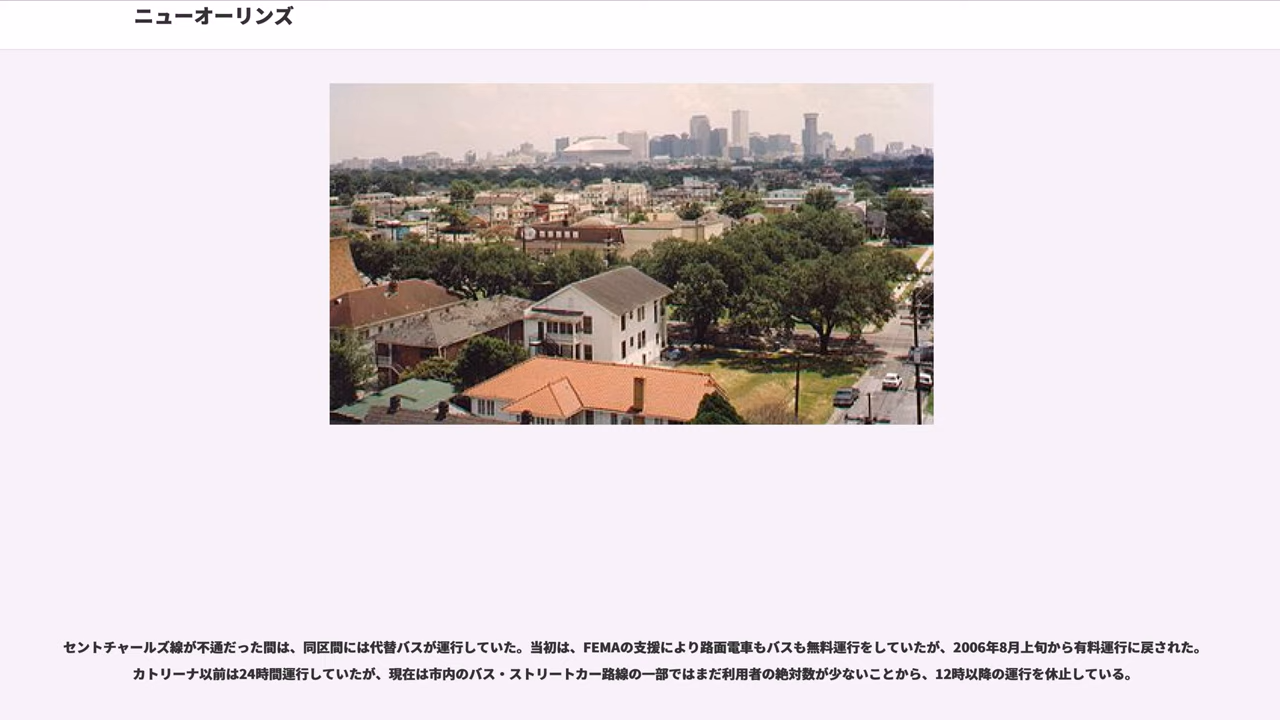 ニューオーリンズ
セントチャールズ線が不通だった間は、同区間には代替バスが運行していた。当初は、FEMAの支援により路面電車もバスも無料運行をしていたが、2006年8月上旬から有料運行に戻された。
カトリーナ以前は24時間運行していたが、現在は市内のバス・ストリートカー路線の一部ではまだ利用者の絶対数が少ないことから、12時以降の運行を休止している。